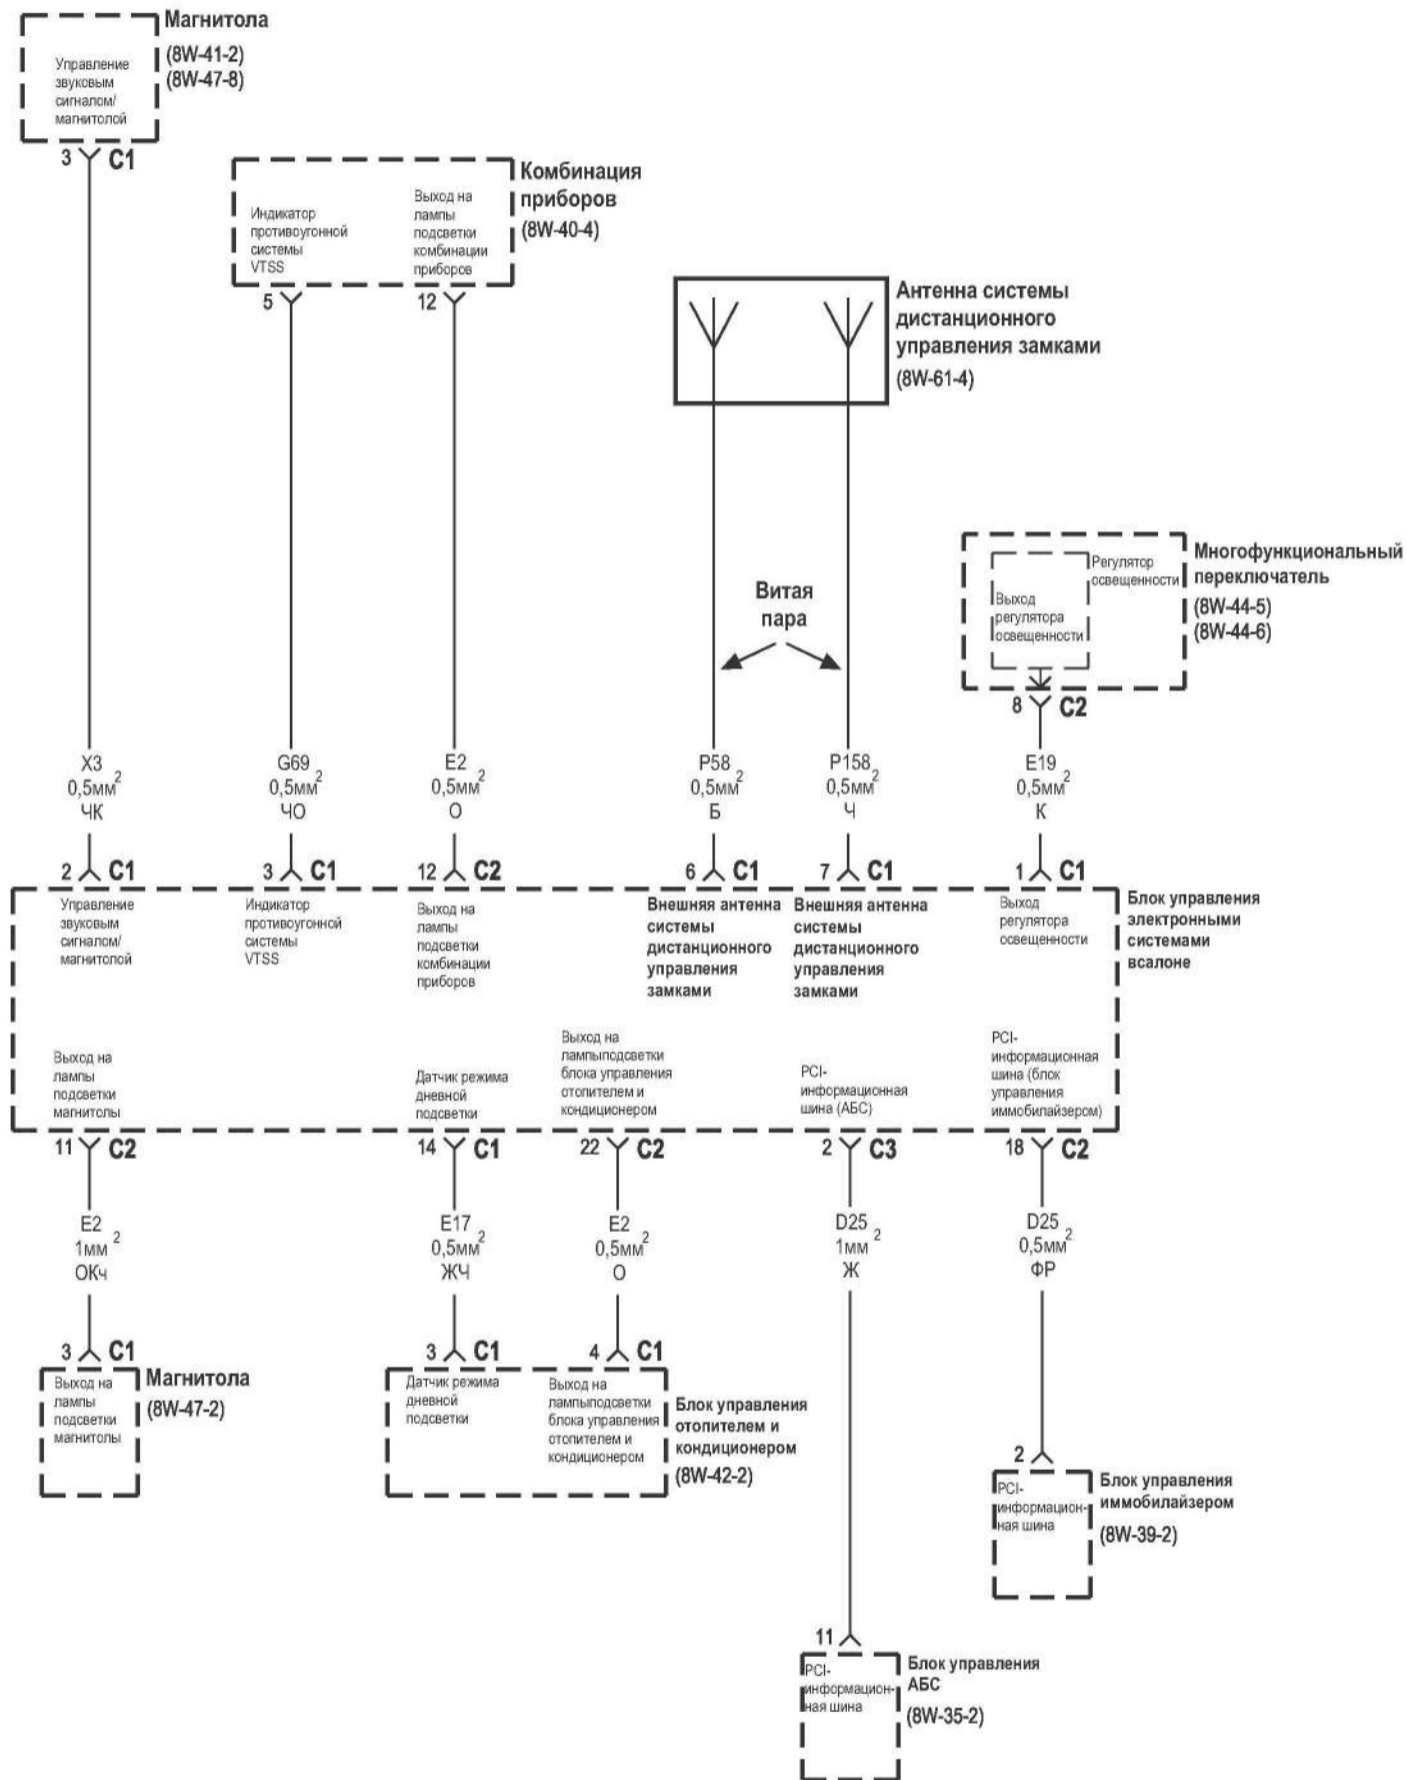 Магнитола
(8W-41-2)
(8W-47-8)
Управление
звуковым
сигналом/
магнитолой
3 C1
Комбинация
приборов
(8W-40-4)
Индикатор
противоугонной
системы
VTSS
Выход на
лампы
подсветки
комбинации
приборов
5
12
Антенна системы
дистанционного
управления замками
(8W-61-4)
Витая
пара
Многофункциональный
переключатель
(8W-44-5)
(8W-44-6)
Регулятор
освещенности
Выход
регулятора
освещенности
8 C2
X3
0,5мм2
ЧК
G69
0,5мм2
ЧО
E2
0,5мм2
О
P58
0,5мм2
Б
P158
0,5мм2
Ч
E19
0,5мм2
К
2 C1
3 C1
12 C2
6 C1
7 C1
1 C1
Блок управления
электронными
системами
всалоне
Управление
звуковым
сигналом/
магнитолой
Индикатор
противоугонной
системы
VTSS
Выход на
лампы
подсветки
комбинации
приборов
Внешняя антенна
системы
дистанционного
управления
замками
Внешняя антенна
системы
дистанционного
управления
замками
Выход
регулятора
освещенности
Выход на
лампы
подсветки
магнитолы
Датчик режима
дневной
подсветки
Выход на
лампыподсветки
блока управления
отопителем и
кондиционером
PCI-
информационная
шина (АБС)
PCI-
информационная
шина (блок
управления
иммобилайзером)
11 C2
14 C1
22 C2
2 C3
18 C2
E2
1мм 2
ОКч
E17
0,5мм2
ЖЧ
E2
0,5мм2
О
D25
1мм 2
Ж
D25
0,5мм2
ФР
3 C1
3 C1
4 C1
Магнитола
(8W-47-2)
Выход на
лампы
подсветки
магнитолы
Датчик режима
дневной
подсветки
Выход на
лампыподсветки
блока управления
отопителем и
кондиционером
Блок управления
отопителем и
кондиционером
(8W-42-2)
2
PCI-
информацион-
ная шина
Блок управления
иммобилайзером
(8W-39-2)
11
PCI-
информацион-
ная шина
Блок управления
АБС
(8W-35-2)